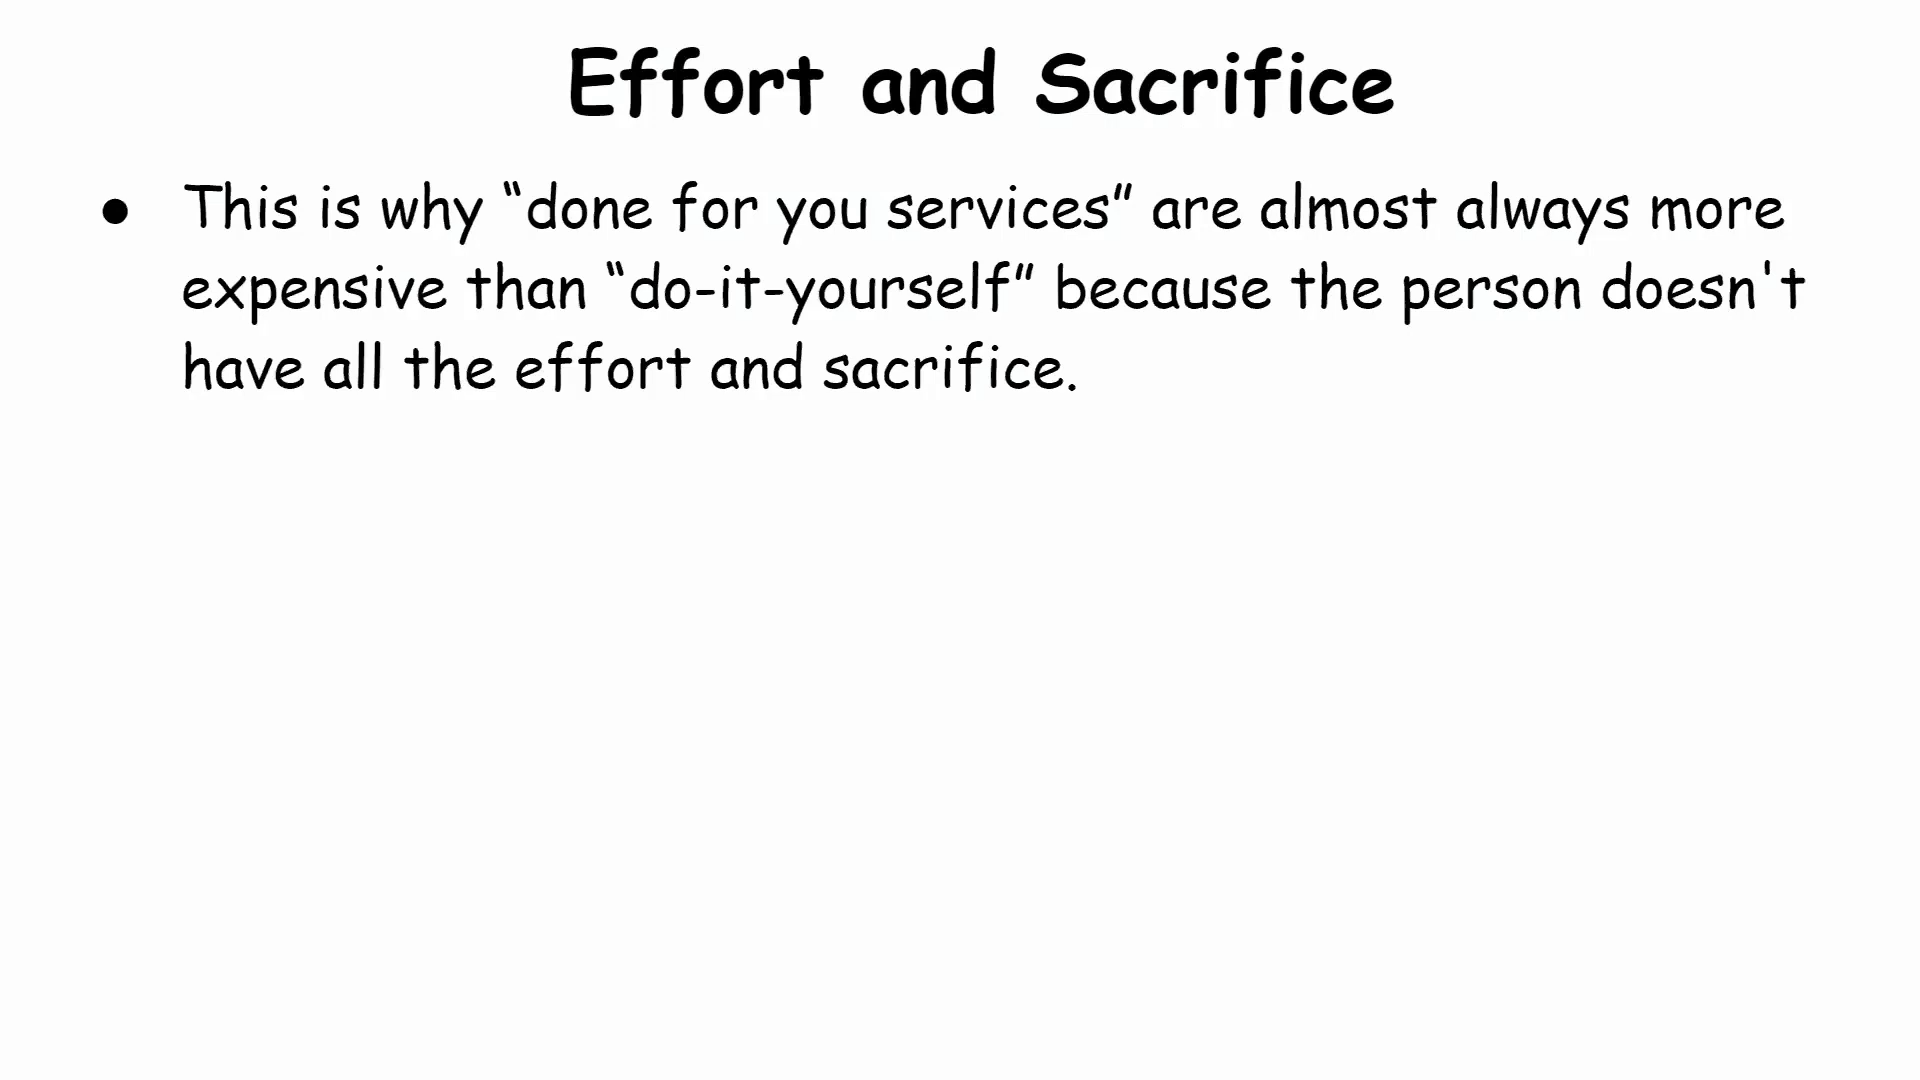 Effort and Sacrifice
● This is why “done for you services” are almost always more
expensive than “do-it-yourself” because the person doesn't
have all the effort and sacrifice.